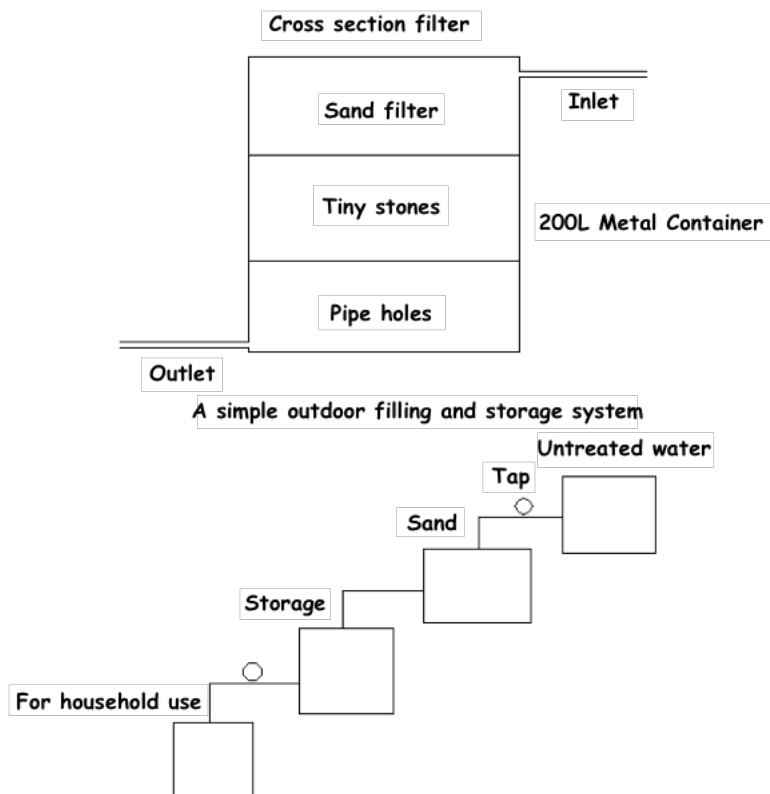 Cross section filter
Sand filter
Inlet
Tiny stones
200L Metal Container
Pipe holes
Outlet
A simple outdoor filling and storage system
Untreated water
Tap
Sand
Storage
For household use